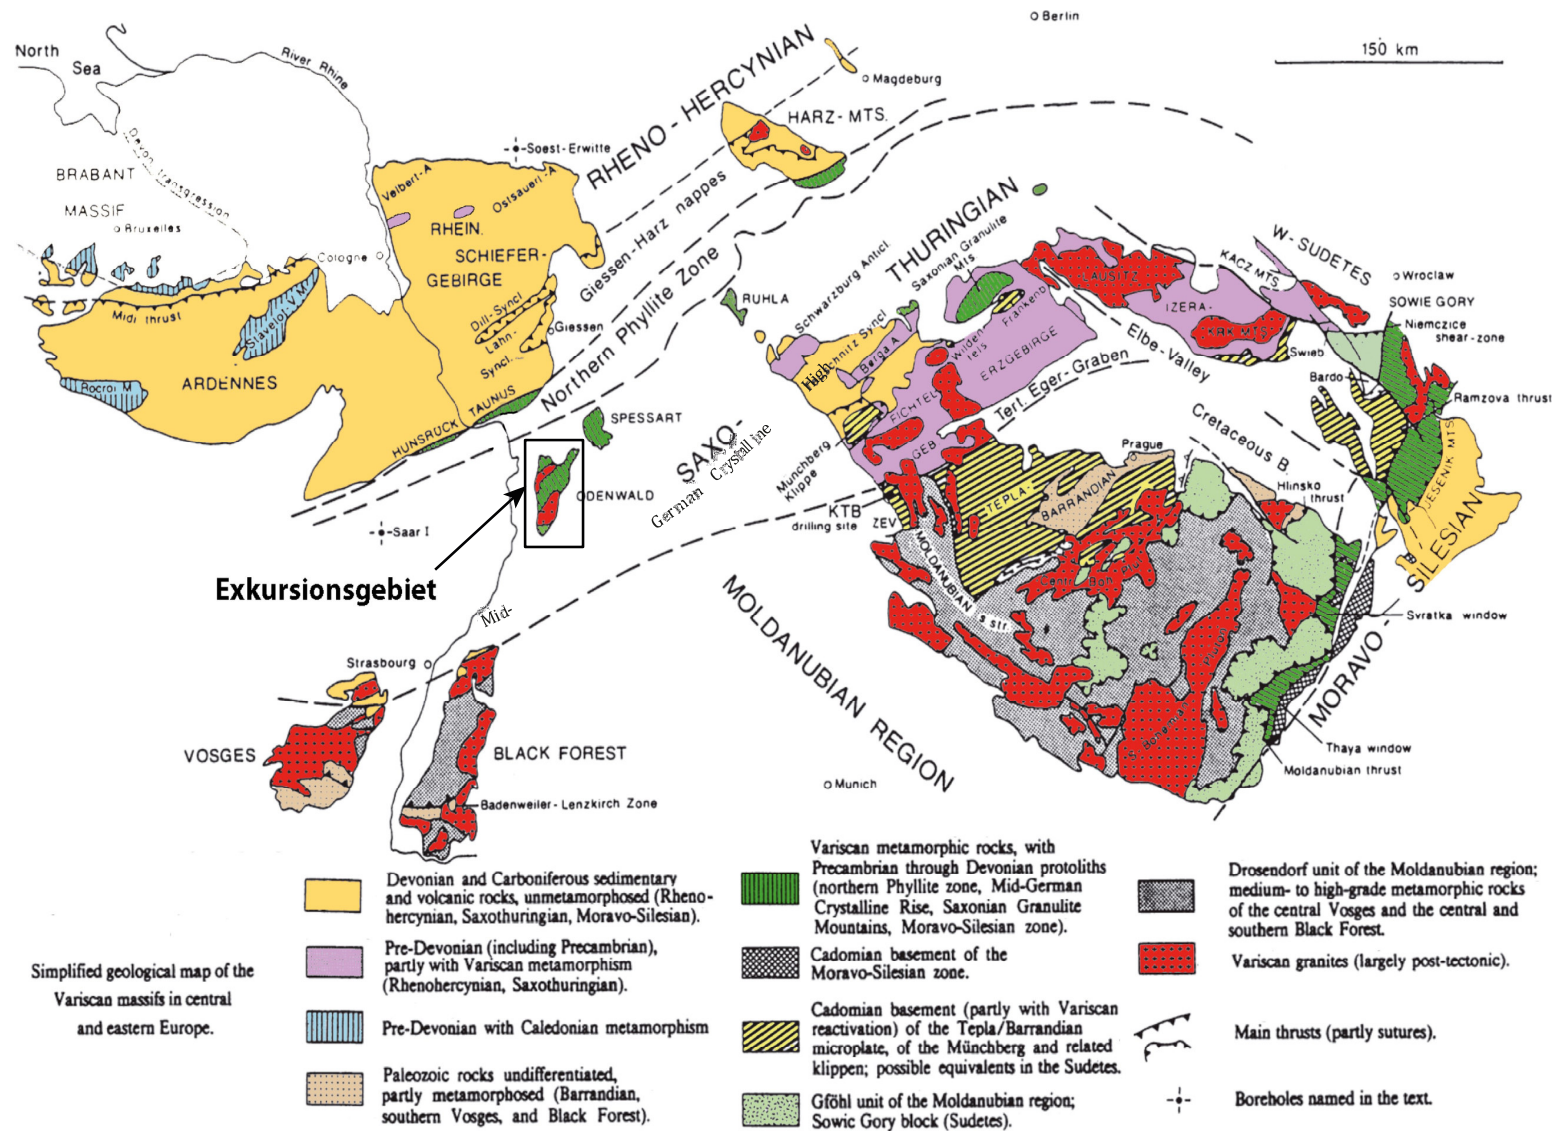 Berlin
150 km
North
Sea
River Rhine
RHENO-HERCYNIAN
Magdeburg
HARZ-MTS.
Soest-Erwitte
Devon transgression
BRABANT
MASSIF
Bruxelles
Velbert-A
Ostsauerl-A
RHEIN.
SCHIEFER-
GEBIRGE
Cologne
Giessen-Harz nappes
Northern Phyllite Zone
THURINGIAN
Saxonian Granulite
Mts
Schwarzburg Anticl.
RUHLA
W-SUDETES
KACZ MTS
Wroclaw
SOWIE GORY
Niemczice
shear-zone
LAUSITZ
IZERA-
KRK MTS
Swieb
Bardo
Ramzova thrust
Midi thrust
Stavelot-V M
Rocroi M
ARDENNES
Dill-Syncl
Lahn-
Syncl.
Giessen
HUNSRÜCK
TAUNUS
SPESSART
ODENWALD
Saar I
SAXO-
German Crystalline
Mid-
High
Berga A
Wilden
fels
Frankenb
ERZGEBIRGE
FICHTEL
GEB
Elbe-Valley
Tert. Eger-Graben
Cretaceous B.
Münchberg
Klippe
KTB
drilling site
ZEV
Prague
TEPLA-
BARRANDIAN
Hlinsko
thrust
JESENIK MTS
MORAVO-
SILESIAN
MOLDANUBIAN s str
Centr Boh Plut
S Bohemian
Pluton
Svratka window
Thaya window
Moldanubian thrust
Exkursionsgebiet
MOLDANUBIAN REGION
Munich
Strasbourg
VOSGES
BLACK FOREST
Badenweiler-Lenzkirch Zone
Simplified geological map of the
Variscan massifs in central
and eastern Europe.
Devonian and Carboniferous sedimentary
and volcanic rocks, unmetamorphosed (Rheno-
hercynian, Saxothuringian, Moravo-Silesian).
Pre-Devonian (including Precambrian),
partly with Variscan metamorphism
(Rhenohercynian, Saxothuringian).
Pre-Devonian with Caledonian metamorphism
Paleozoic rocks undifferentiated,
partly metamorphosed (Barrandian,
southern Vosges, and Black Forest).
Variscan metamorphic rocks, with
Precambrian through Devonian protoliths
(northern Phyllite zone, Mid-German
Crystalline Rise, Saxonian Granulite
Mountains, Moravo-Silesian zone).
Cadomian basement of the
Moravo-Silesian zone.
Cadomian basement (partly with Variscan
reactivation) of the Tepla/Barrandian
microplate, of the Münchberg and related
klippen; possible equivalents in the Sudetes.
Gföhl unit of the Moldanubian region;
Sowic Gory block (Sudetes).
Drosendorf unit of the Moldanubian region;
medium- to high-grade metamorphic rocks
of the central Vosges and the central and
southern Black Forest.
Variscan granites (largely post-tectonic).
Main thrusts (partly sutures).
Boreholes named in the text.